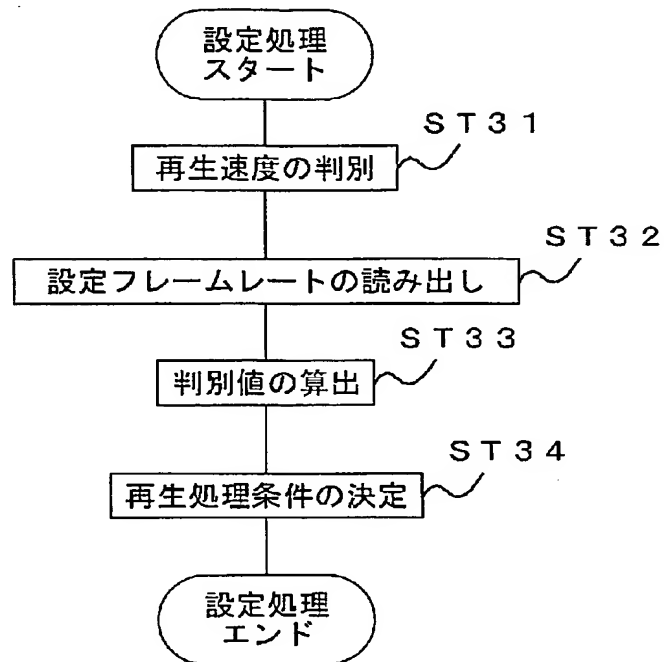 設定処理
スタート
ST31
再生速度の判別
ST32
設定フレームレートの読み出し
ST33
判別値の算出
ST34
再生処理条件の決定
設定処理
エンド